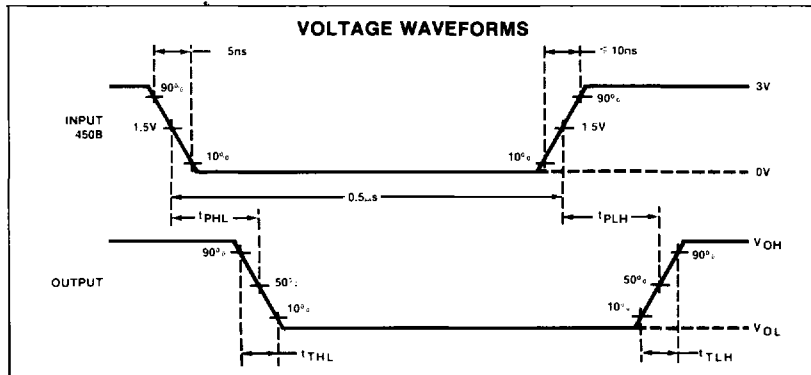 VOLTAGE WAVEFORMS
5ns
≤ 10ns
90%
90%
3V
INPUT
450B
1.5V
1.5V
10%
10%
0V
0.5µs
tPHL
tPLH
VOH
90%
90%
OUTPUT
50%
50%
10%
10%
VOL
tTHL
tTLH